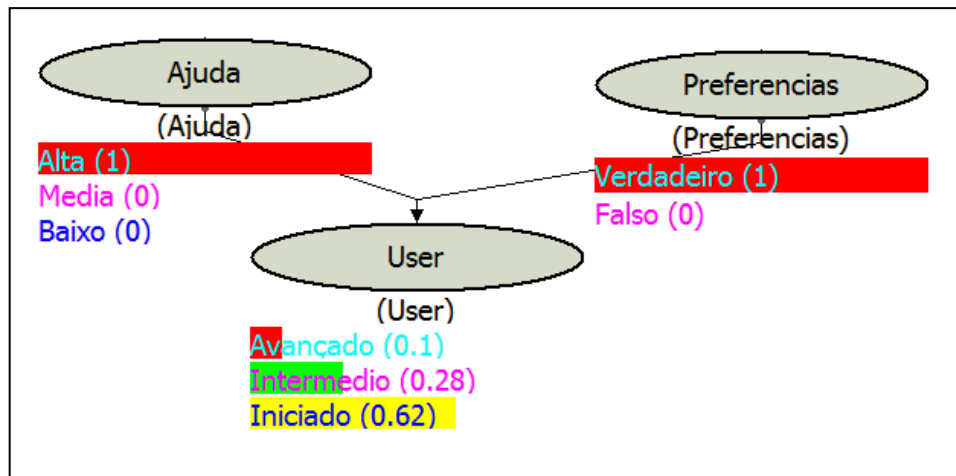 Ajuda
(Ajuda)
Alta (1)
Media (0)
Baixo (0)
Preferencias
(Preferencias)
Verdadeiro (1)
Falso (0)
User
(User)
Avançado (0.1)
Intermedio (0.28)
Iniciado (0.62)